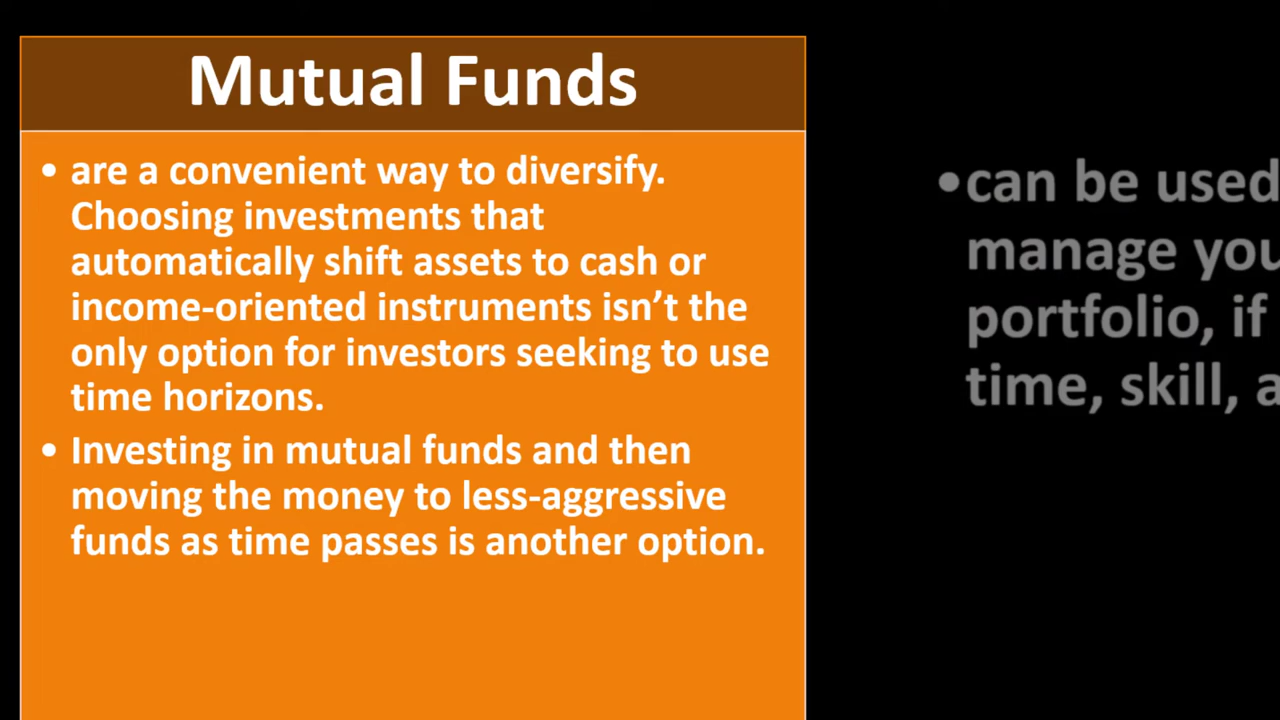 Mutual Funds
• are a convenient way to diversify.
Choosing investments that
automatically shift assets to cash or
income-oriented instruments isn’t the
only option for investors seeking to use
time horizons.
• Investing in mutual funds and then
moving the money to less-aggressive
funds as time passes is another option.
•can be used
manage you
portfolio, if
time, skill, a